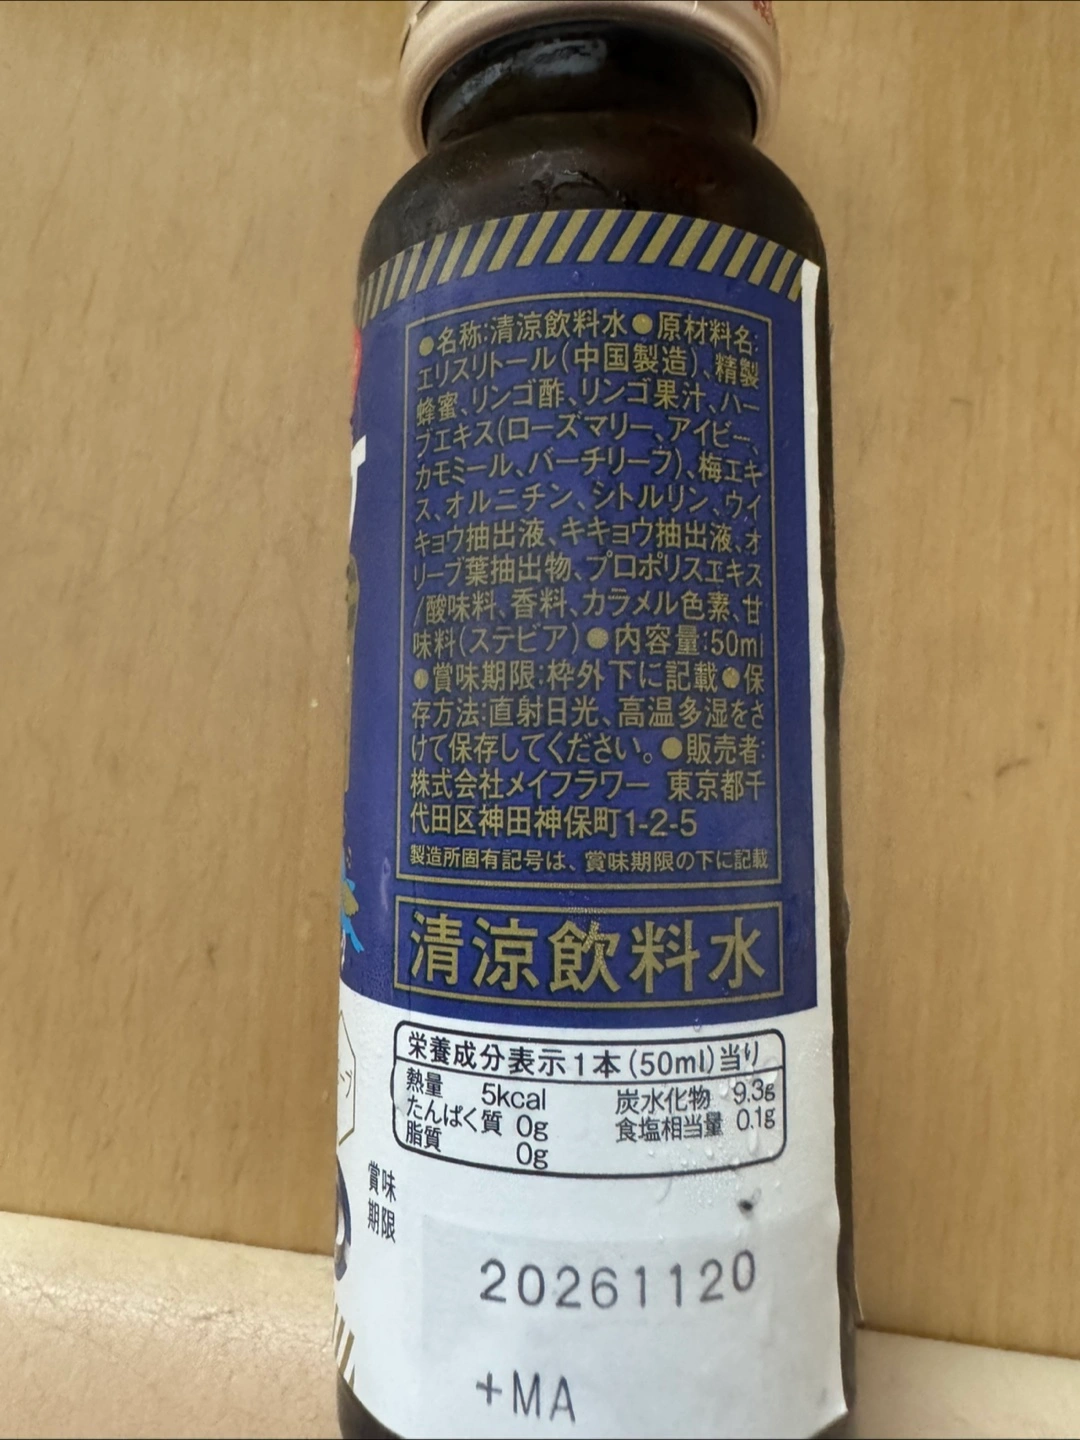 ●名称:清涼飲料水●原材料名:
エリスリトール(中国製造)、精製
蜂蜜、リンゴ酢、リンゴ果汁、ハー
ブエキス(ローズマリー、アイビー、
カモミール、バーチリーフ)、梅エキ
ス、オルニチン、シトルリン、ウイ
キョウ抽出液、キキョウ抽出液、オ
リーブ葉抽出物、プロポリスエキス
/酸味料、香料、カラメル色素、甘
味料(ステビア)●内容量:50ml
●賞味期限:枠外下に記載●保
存方法:直射日光、高温多湿をさ
けて保存してください。●販売者:
株式会社メイフラワー 東京都千
代田区神田神保町1-2-5
製造所固有記号は、賞味期限の下に記載
清涼飲料水
栄養成分表示1本(50ml)当り
熱量 5kcal 炭水化物 9.3g
たんぱく質 0g 食塩相当量 0.1g
脂質 0g
賞味
期限
20261120
+MA